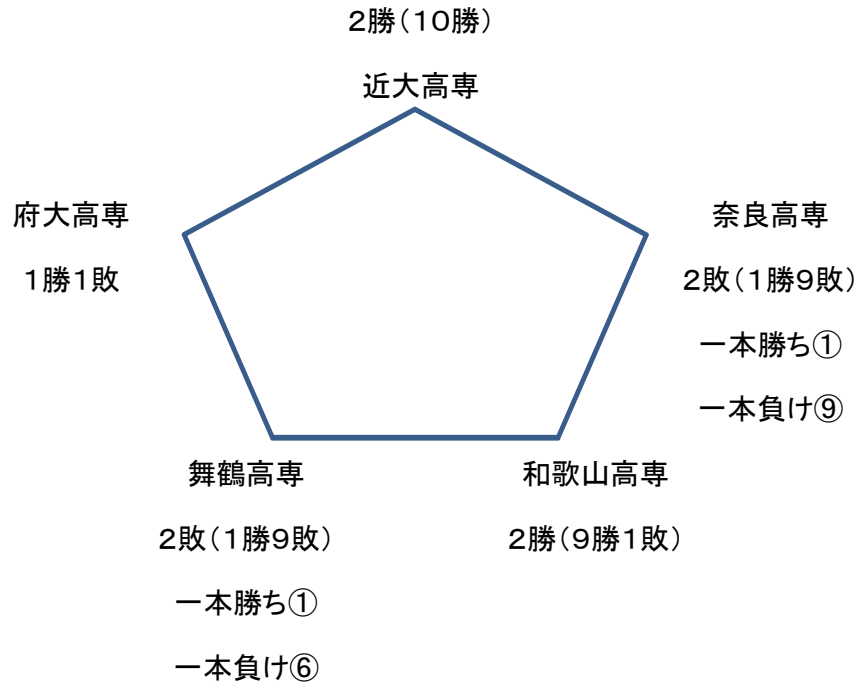 2勝（10勝）
近大高専
府大高専
1勝1敗
奈良高専
2敗（1勝9敗）
一本勝ち①
一本負け⑨
舞鶴高専
2敗（1勝9敗）
一本勝ち①
一本負け⑥
和歌山高専
2勝（9勝1敗）